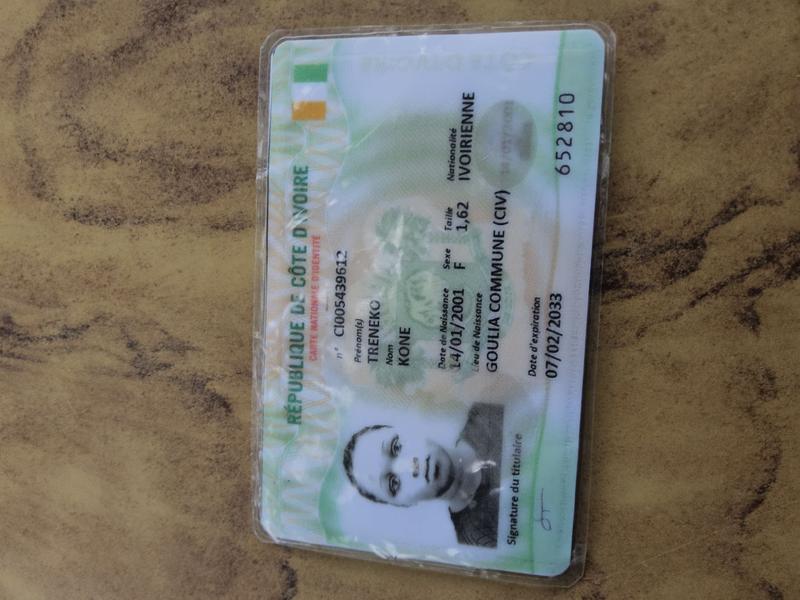 RÉPUBLIQUE DE CÔTE D'IVOIRE
CARTE NATIONALE D'IDENTITÉ
n° CI005439612
Prénom(s)
TRENEKO
Nom
KONE
Date de Naissance Sexe Taille Nationalité
14/01/2001 F 1,62 IVOIRIENNE
Lieu de Naissance
GOULIA COMMUNE (CIV)
Signature du titulaire
Date d'expiration
07/02/2033
652810